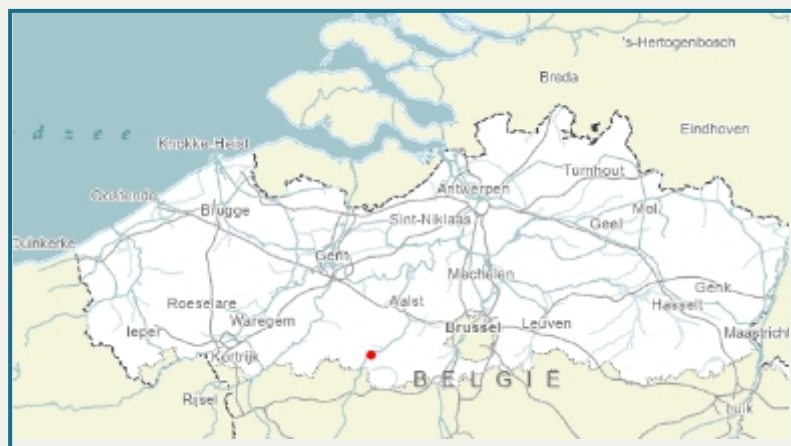 's-Hertogenbosch
Breda
dzee
Eindhoven
Knokke-Heist
Turnhout
Antwerpen
Oostende
Mol
Brugge
Sint-Niklaas
Geel
Duinkerke
Gent
Mechelen
Genk
Roeselare
Aalst
Hasselt
Waregem
Ieper
Brussel
Leuven
Maastricht
Kortrijk
BELGIË
Rijsel
Luik